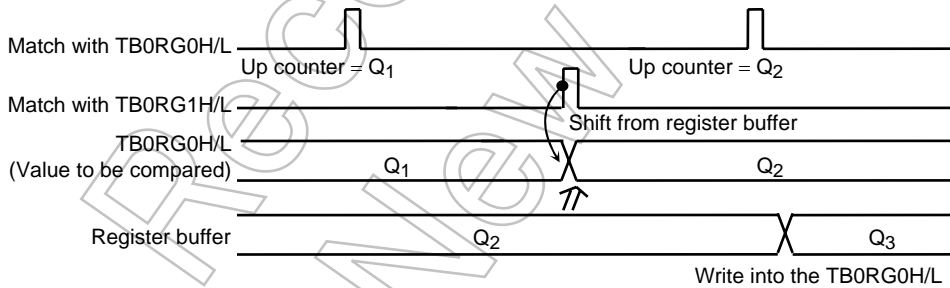 Match with TB0RG0H/L
Up counter = Q1
Up counter = Q2
Match with TB0RG1H/L
Shift from register buffer
TB0RG0H/L
(Value to be compared)
Q1
Q2
Register buffer
Q2
Q3
Write into the TB0RG0H/L
New